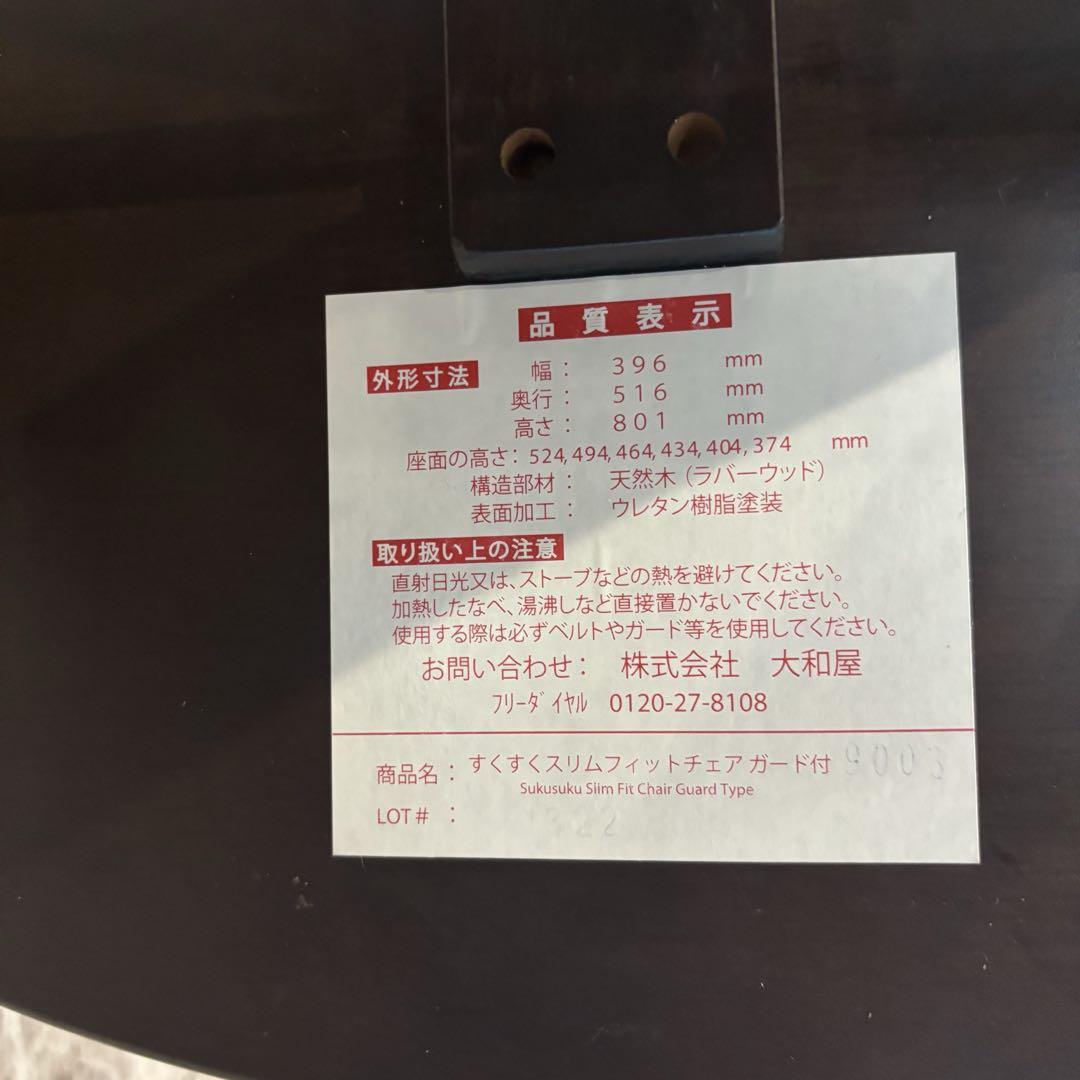 品質表示
外形寸法 幅： 396 mm
奥行： 516 mm
高さ： 801 mm
座面の高さ：524,494,464,434,404,374 mm
構造部材： 天然木（ラバーウッド）
表面加工： ウレタン樹脂塗装
取り扱い上の注意
直射日光又は、ストーブなどの熱を避けてください。
加熱したなべ、湯沸しなど直接置かないでください。
使用する際は必ずベルトやガード等を使用してください。
お問い合わせ： 株式会社 大和屋
ﾌﾘｰﾀﾞｲﾔﾙ 0120-27-8108
商品名： すくすくスリムフィットチェア ガード付 9003
Sukusuku Slim Fit Chair Guard Type
LOT# ：